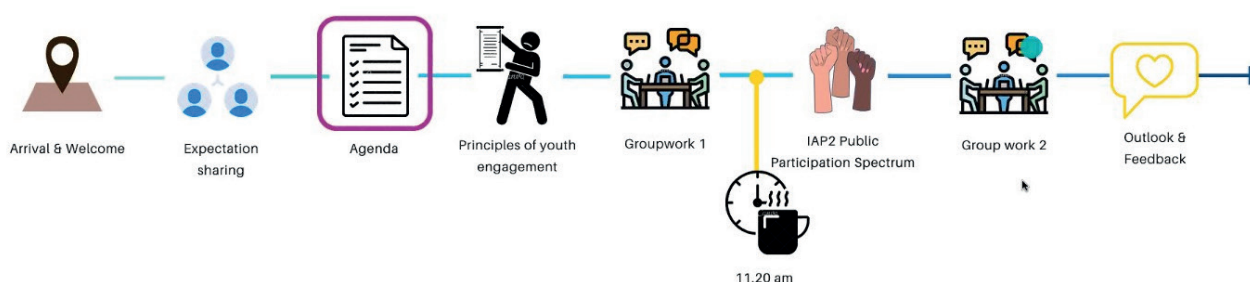 Arrival & Welcome
Expectation
sharing
Agenda
Principles of youth
engagement
Groupwork 1
11.20 am
IAP2 Public
Participation Spectrum
Group work 2
Outlook &
Feedback